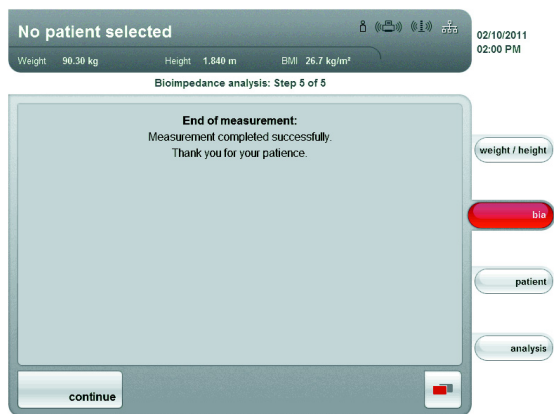 No patient selected
Weight 90.30 kg Height 1.840 m BMI 26.7 kg/m²
02/10/2011
02:00 PM
Bioimpedance analysis: Step 5 of 5
End of measurement:
Measurement completed successfully.
Thank you for your patience.
weight / height
bia
patient
analysis
continue